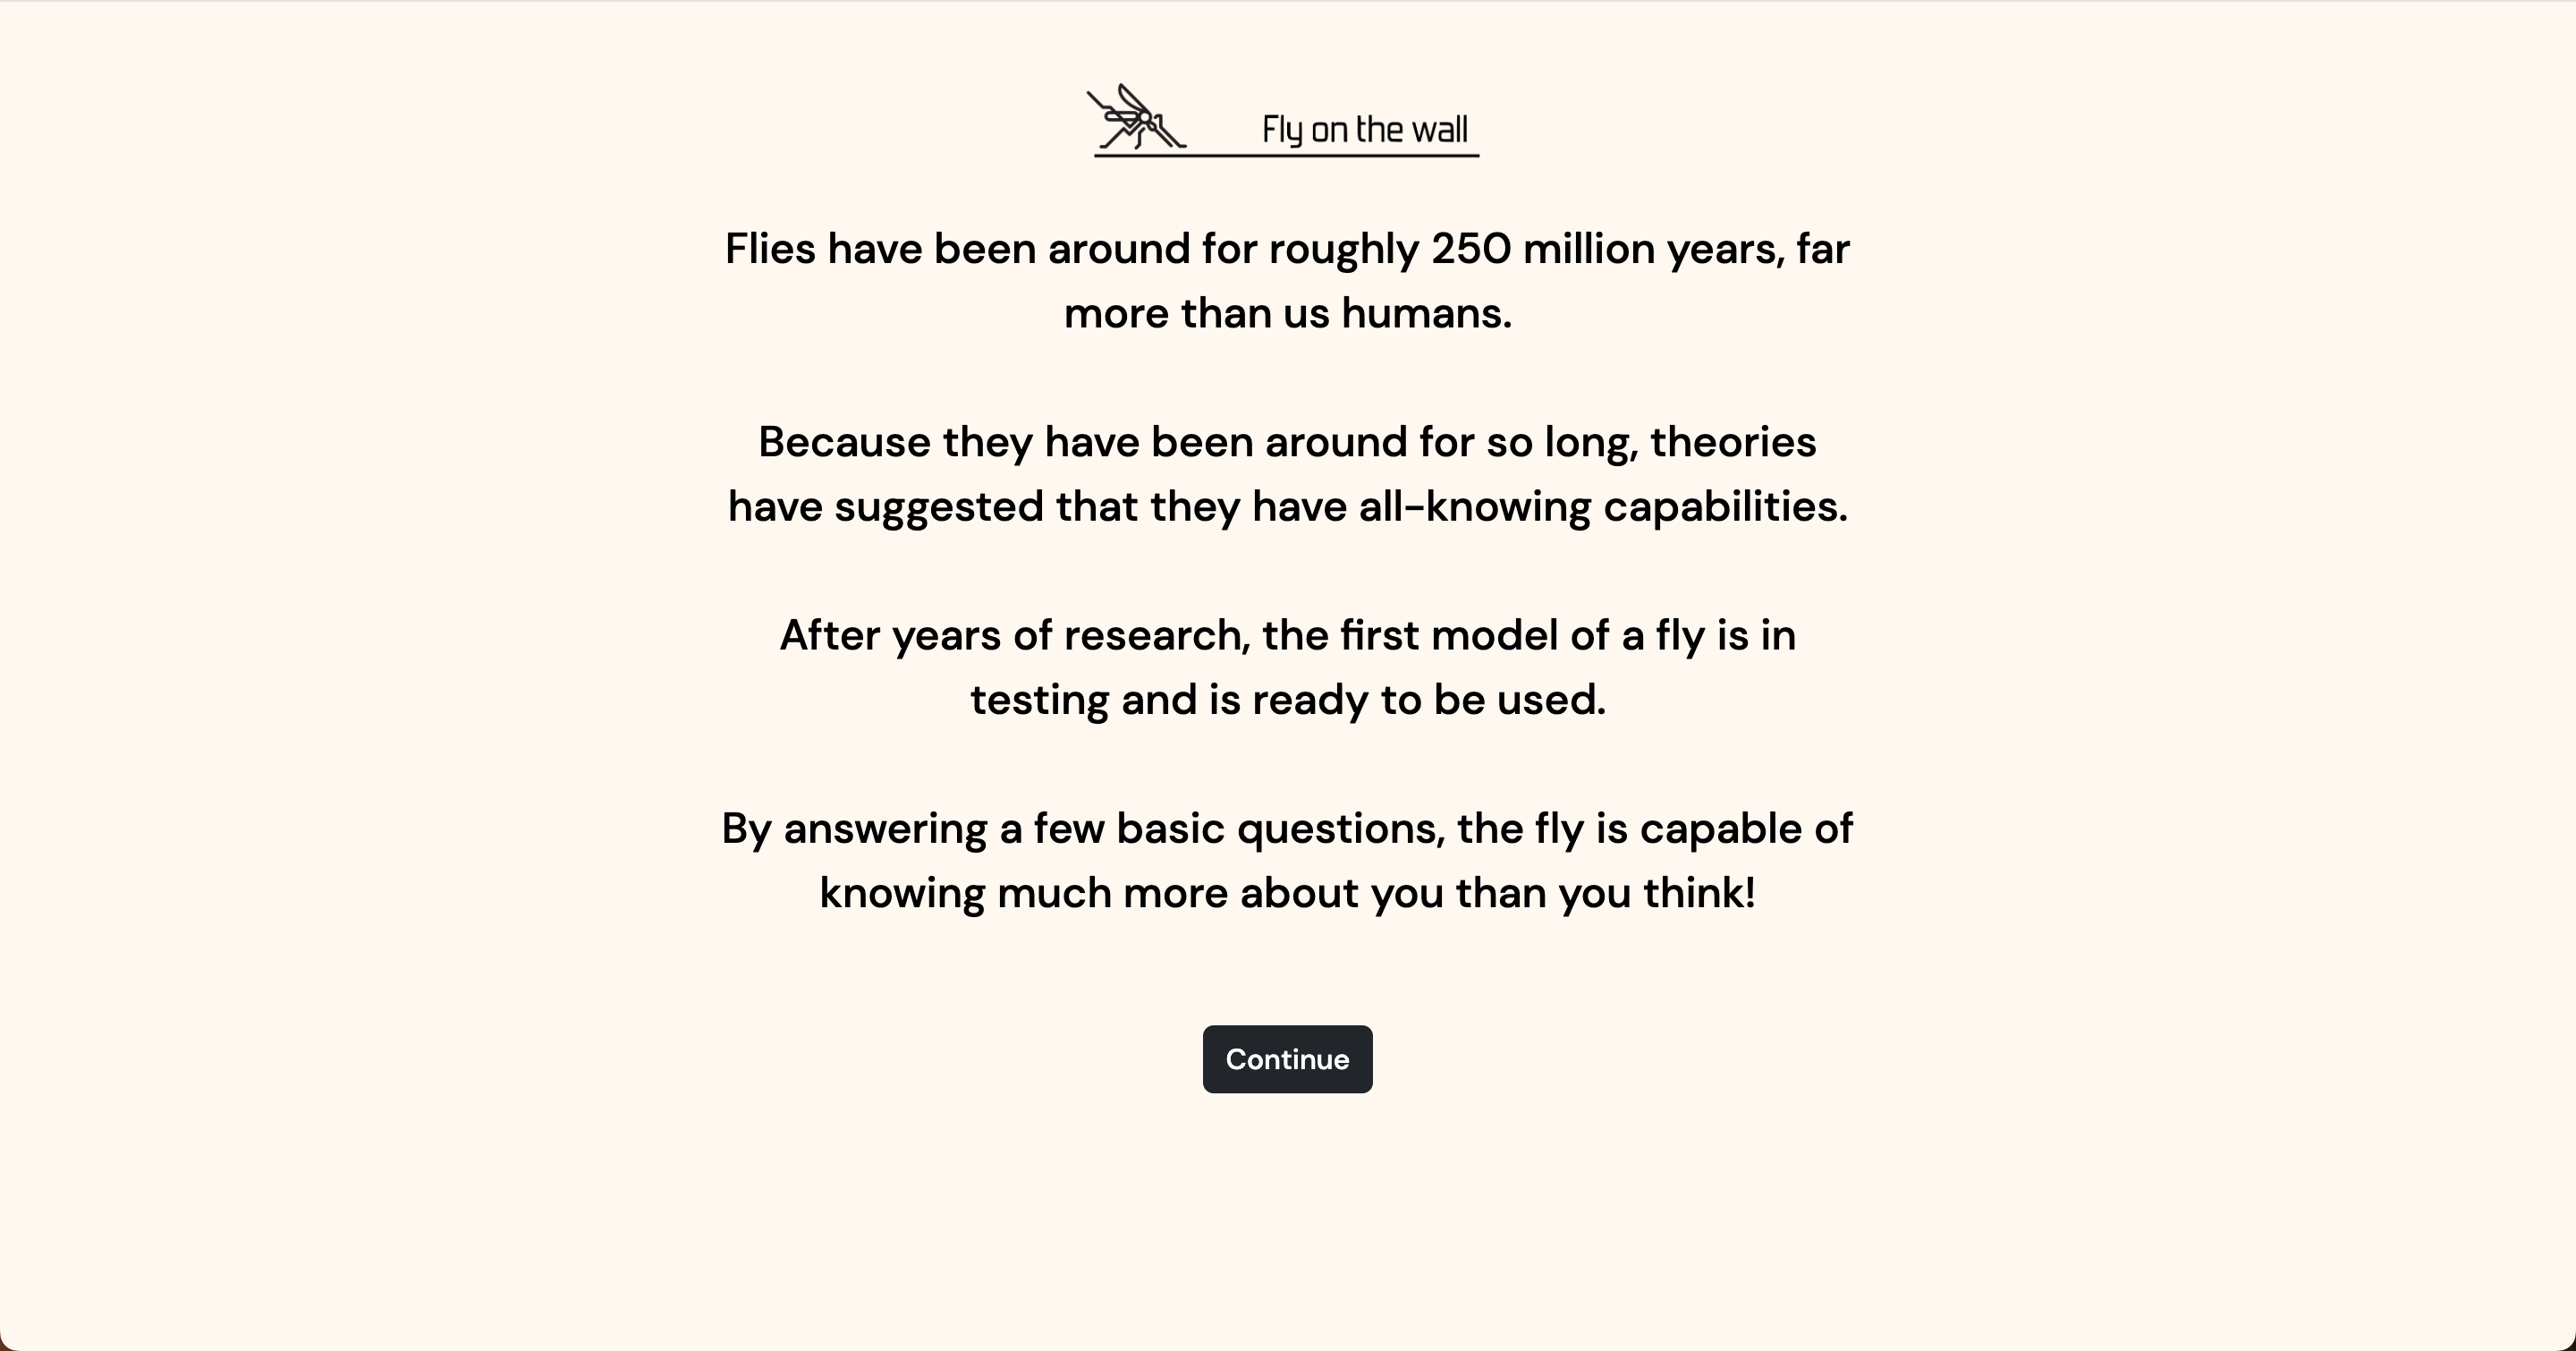 Fly on the wall
Flies have been around for roughly 250 million years, far
more than us humans.
Because they have been around for so long, theories
have suggested that they have all-knowing capabilities.
After years of research, the first model of a fly is in
testing and is ready to be used.
By answering a few basic questions, the fly is capable of
knowing much more about you than you think!
Continue